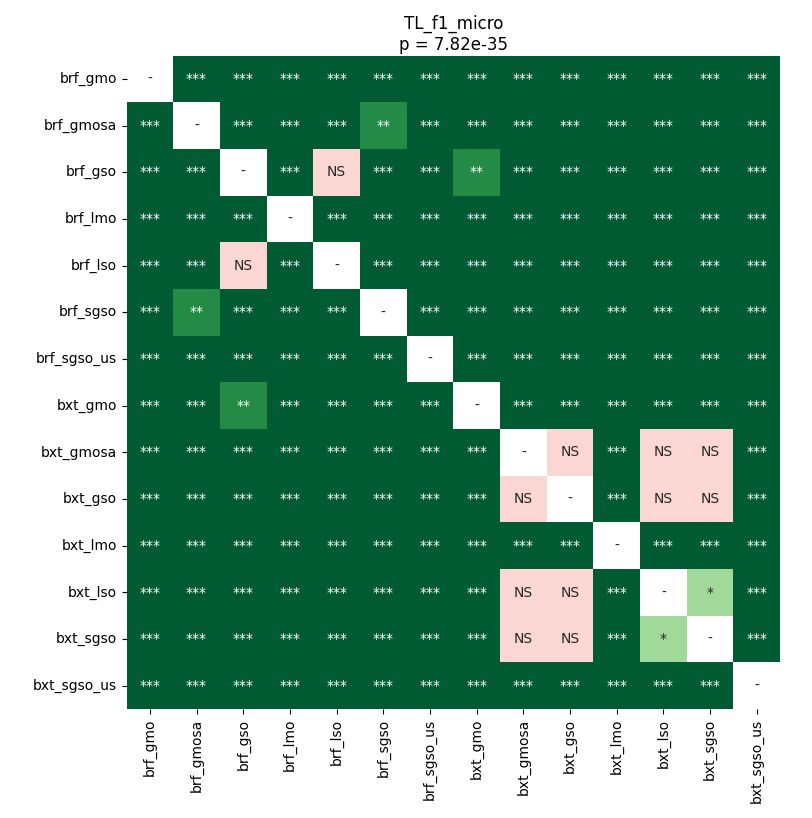 TL_f1_micro
p = 7.82e-35
brf_gmo - *** *** *** *** *** *** *** *** *** *** *** *** ***
brf_gmosa *** - *** *** *** ** *** *** *** *** *** *** *** ***
brf_gso *** *** - *** NS *** *** ** *** *** *** *** *** ***
brf_lmo *** *** *** - *** *** *** *** *** *** *** *** *** ***
brf_lso *** *** NS *** - *** *** *** *** *** *** *** *** ***
brf_sgso *** ** *** *** *** - *** *** *** *** *** *** *** ***
brf_sgso_us *** *** *** *** *** *** - *** *** *** *** *** *** ***
bxt_gmo *** *** ** *** *** *** *** - *** *** *** *** *** ***
bxt_gmosa *** *** *** *** *** *** *** *** - NS *** NS NS ***
bxt_gso *** *** *** *** *** *** *** *** NS - *** NS NS ***
bxt_lmo *** *** *** *** *** *** *** *** *** *** - *** *** ***
bxt_lso *** *** *** *** *** *** *** *** NS NS *** - * ***
bxt_sgso *** *** *** *** *** *** *** *** NS NS *** * - ***
bxt_sgso_us *** *** *** *** *** *** *** *** *** *** *** *** *** -
brf_gmo brf_gmosa brf_gso brf_lmo brf_lso brf_sgso brf_sgso_us bxt_gmo bxt_gmosa bxt_gso bxt_lmo bxt_lso bxt_sgso bxt_sgso_us